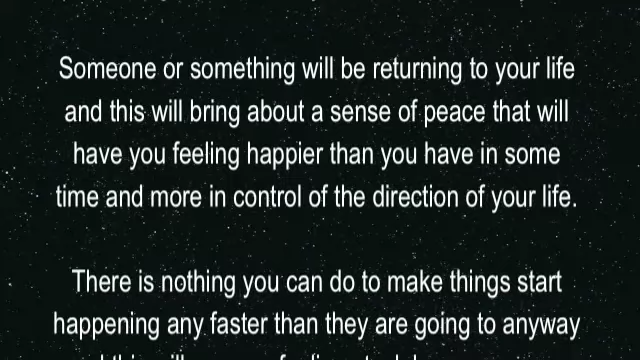 Someone or something will be returning to your life
and this will bring about a sense of peace that will
have you feeling happier than you have in some
time and more in control of the direction of your life.
There is nothing you can do to make things start
happening any faster than they are going to anyway